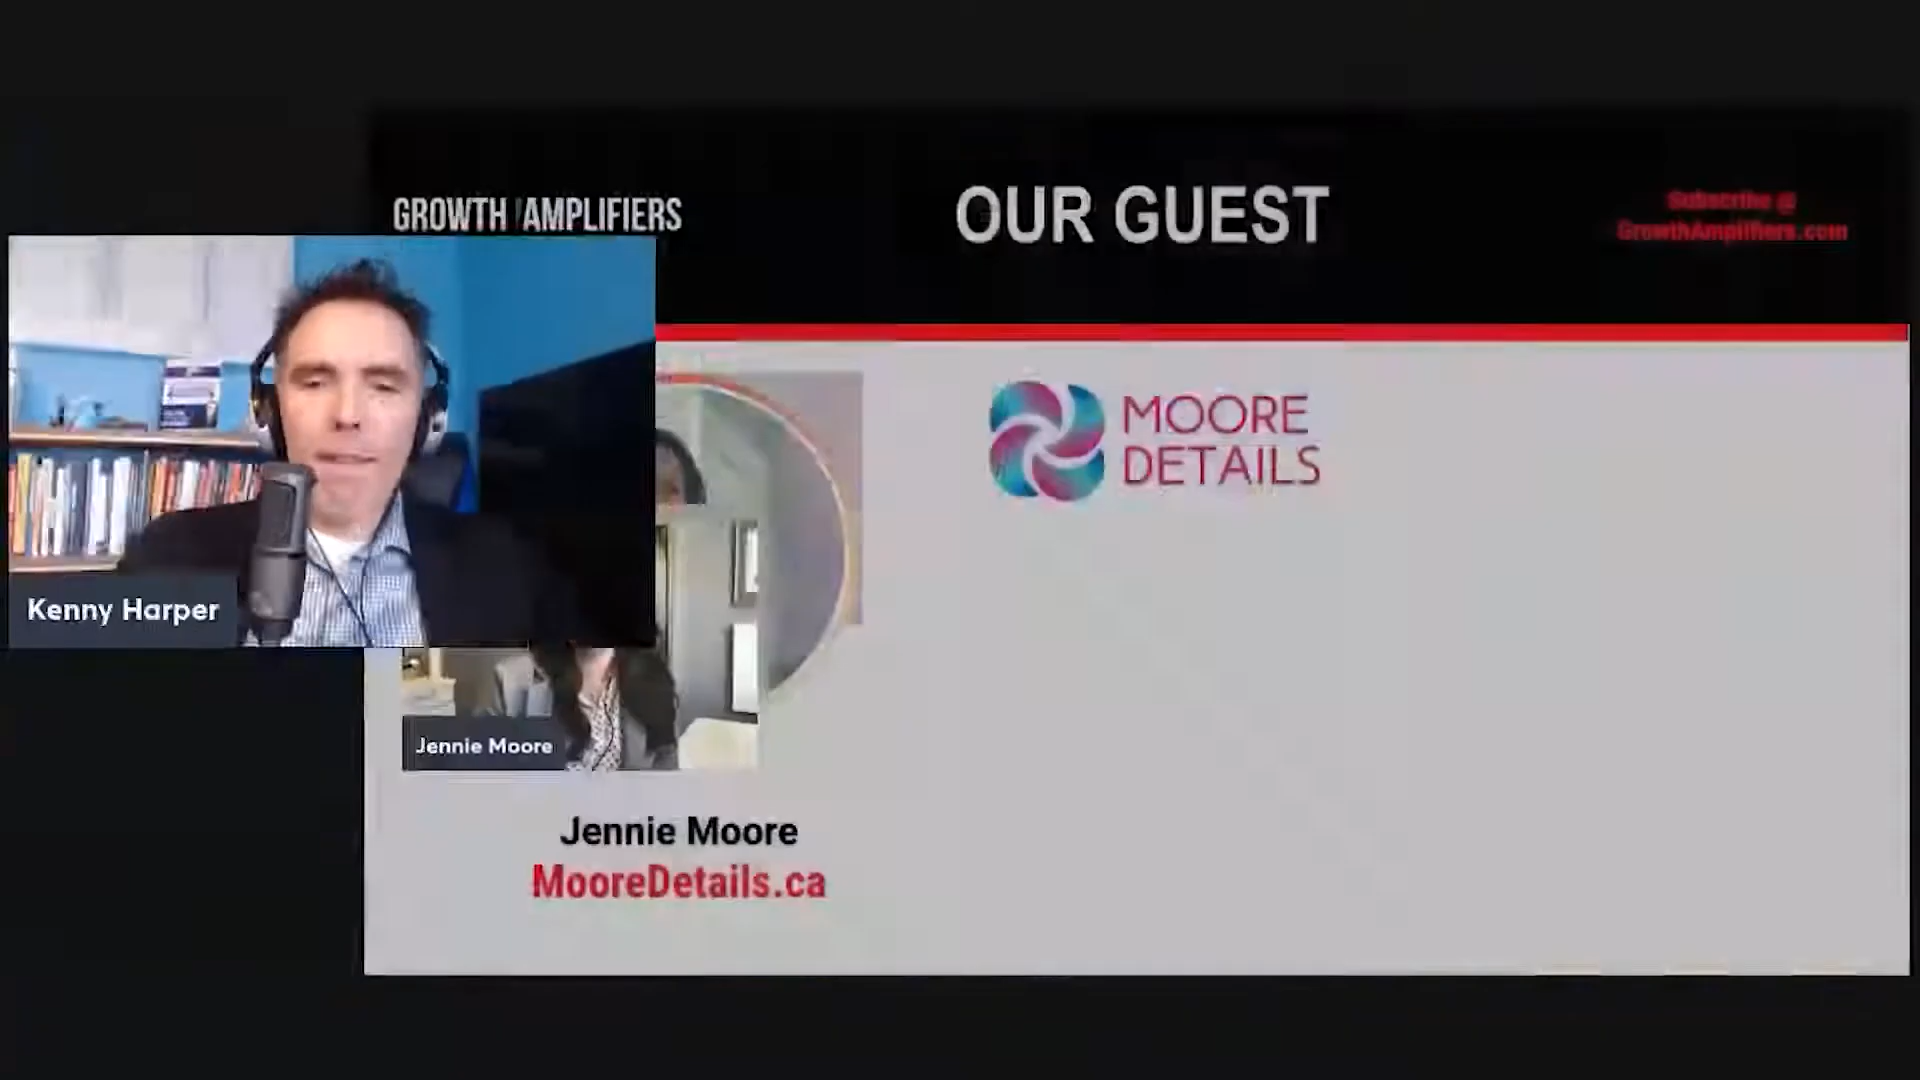 GROWTH AMPLIFIERS
OUR GUEST
Subscribe @
GrowthAmplifiers.com
MOORE
DETAILS
Kenny Harper
Jennie Moore
Jennie Moore
MooreDetails.ca